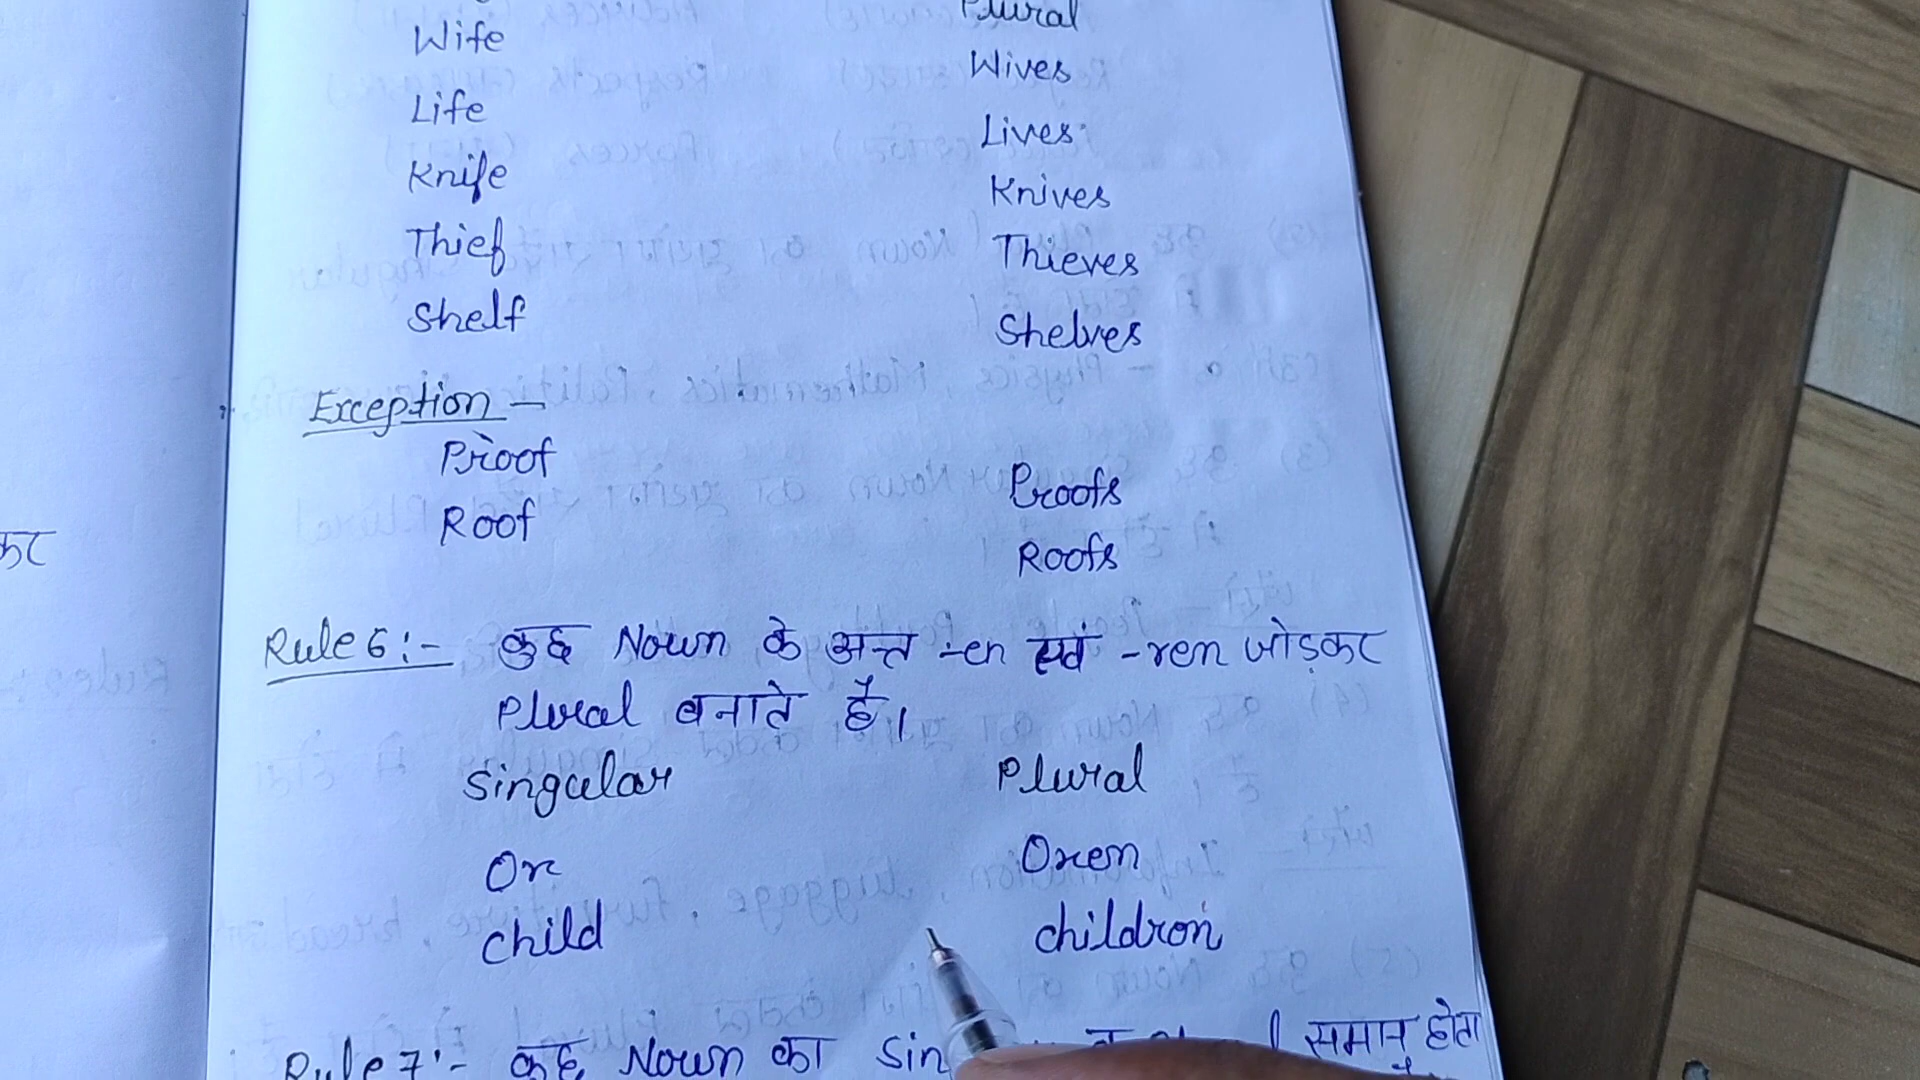 Plural
Wife Wives
Life Lives
Knife Knives
Thief Thieves
Shelf Shelves
Exception –
Proof Proofs
Roof Roofs
कर
Rule 6:- कुछ Noun के अन्त -en एवं -ren जोड़कर
Plural बनाते हैं।
Singular Plural
Ox Oxen
Child Children
Rule 7:- कुछ Noun का Sin समान होता